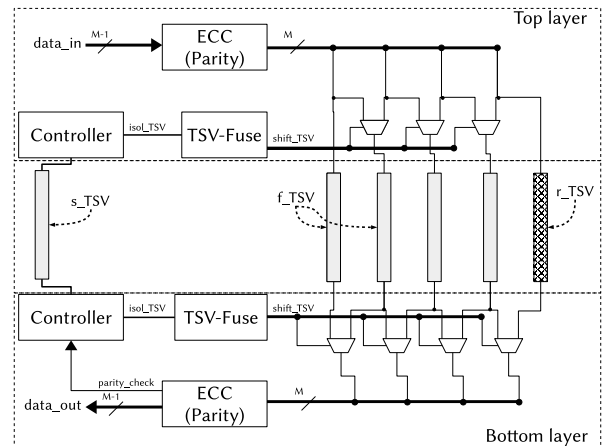 Top layer
data_in
M-1
ECC
(Parity)
M
Controller
isol_TSV
TSV-Fuse
shift_TSV
s_TSV
f_TSV
r_TSV
Controller
isol_TSV
TSV-Fuse
shift_TSV
parity_check
data_out
M-1
ECC
(Parity)
M
Bottom layer